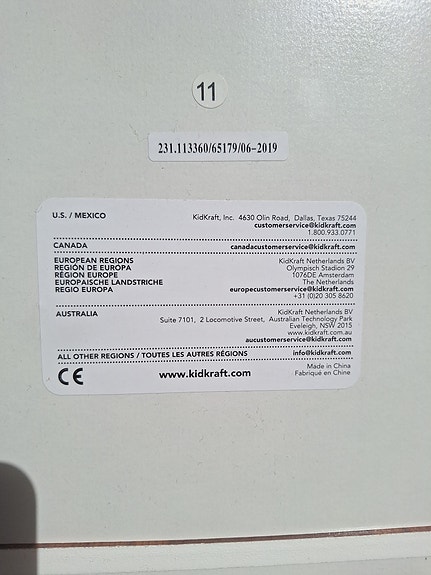 11
231.113360/65179/06-2019
U.S. / MEXICO
KidKraft, Inc. 4630 Olin Road, Dallas, Texas 75244
customerservice@kidkraft.com
1.800.933.0771
CANADA
canadacustomerservice@kidkraft.com
EUROPEAN REGIONS
REGIÓN DE EUROPA
RÉGION EUROPE
EUROPAISCHE LANDSTRICHE
REGIO EUROPA
KidKraft Netherlands BV
Olympisch Stadion 29
1076DE Amsterdam
The Netherlands
europecustomerservice@kidkraft.com
+31 (0)20 305 8620
AUSTRALIA
KidKraft Netherlands BV
Suite 7101, 2 Locomotive Street, Australian Technology Park
Eveleigh, NSW 2015
www.kidkraft.com.au
aucustomerservice@kidkraft.com
ALL OTHER REGIONS / TOUTES LES AUTRES RÉGIONS
info@kidkraft.com
CE
www.kidkraft.com
Made in China
Fabriqué en Chine